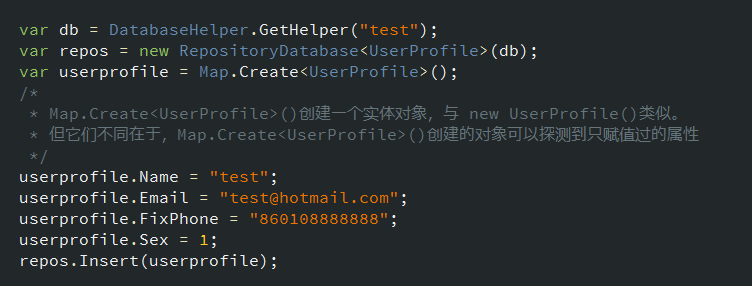 var db = DatabaseHelper.GetHelper("test");
var repos = new RepositoryDatabase<UserProfile>(db);
var userprofile = Map.Create<UserProfile>();
/*
 * Map.Create<UserProfile>()创建一个实体对象，与 new UserProfile()类似。
 * 但它们不同在于，Map.Create<UserProfile>()创建的对象可以探测到只赋值过的属性
 */
userprofile.Name = "test";
userprofile.Email = "test@hotmail.com";
userprofile.FixPhone = "860108888888";
userprofile.Sex = 1;
repos.Insert(userprofile);